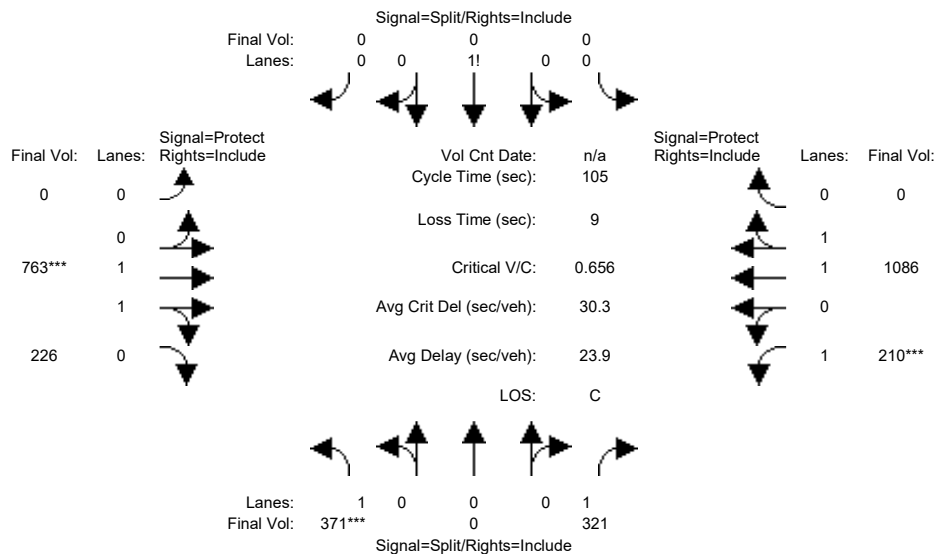 Signal=Split/Rights=Include
Final Vol: 0 0 0
Lanes: 0 0 1! 0 0
Signal=Protect
Final Vol: Lanes: Rights=Include
Vol Cnt Date: n/a
Signal=Protect
Rights=Include Lanes: Final Vol:
Cycle Time (sec): 105
0 0
0 0
Loss Time (sec): 9
0
1
763*** 1
Critical V/C: 0.656
1 1086
1
Avg Crit Del (sec/veh): 30.3
0
226 0
Avg Delay (sec/veh): 23.9
1 210***
LOS: C
Lanes: 1 0 0 0 1
Final Vol: 371*** 0 321
Signal=Split/Rights=Include